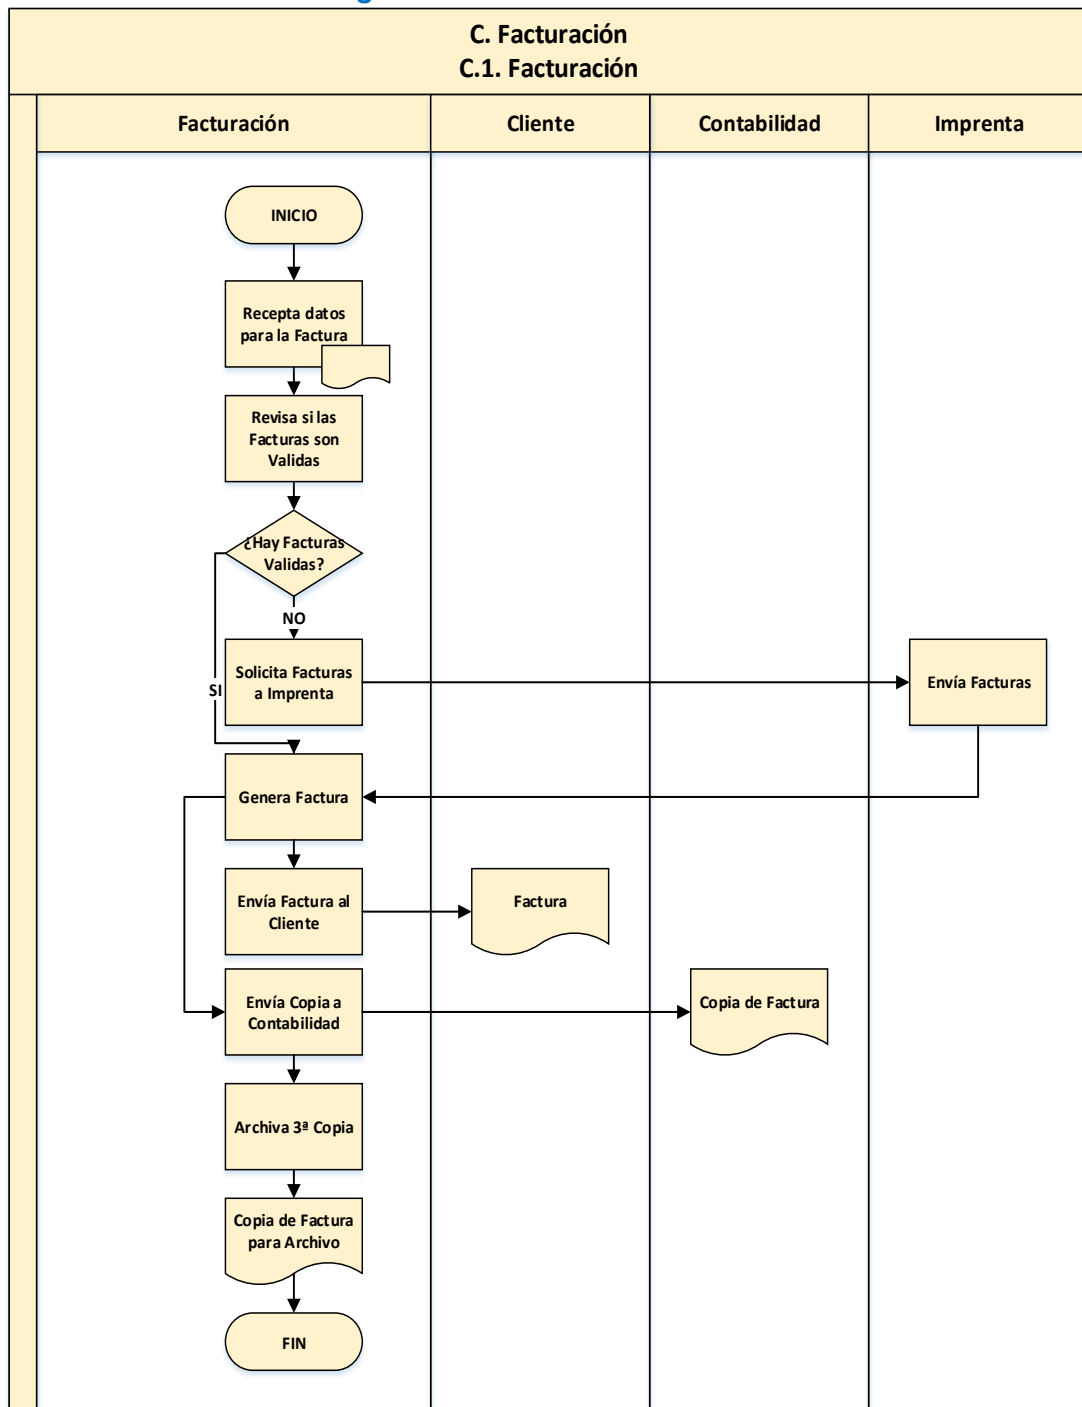 C. Facturación
C.1. Facturación
Facturación
Cliente
Contabilidad
Imprenta
INICIO
Recepta datos
para la Factura
Revisa si las
Facturas son
Validas
¿Hay Facturas
Validas?
NO
SI
Solicita Facturas
a Imprenta
Envía Facturas
Genera Factura
Envía Factura al
Cliente
Factura
Envía Copia a
Contabilidad
Copia de Factura
Archiva 3ª Copia
Copia de Factura
para Archivo
FIN